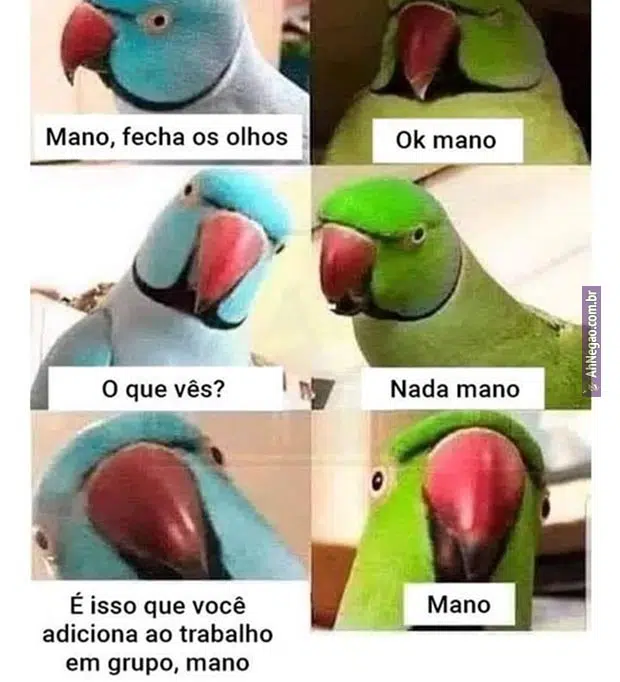 Mano, fecha os olhos
Ok mano
O que vês?
Nada mano
É isso que você
adiciona ao trabalho
em grupo, mano
Mano
AhNegao.com.br